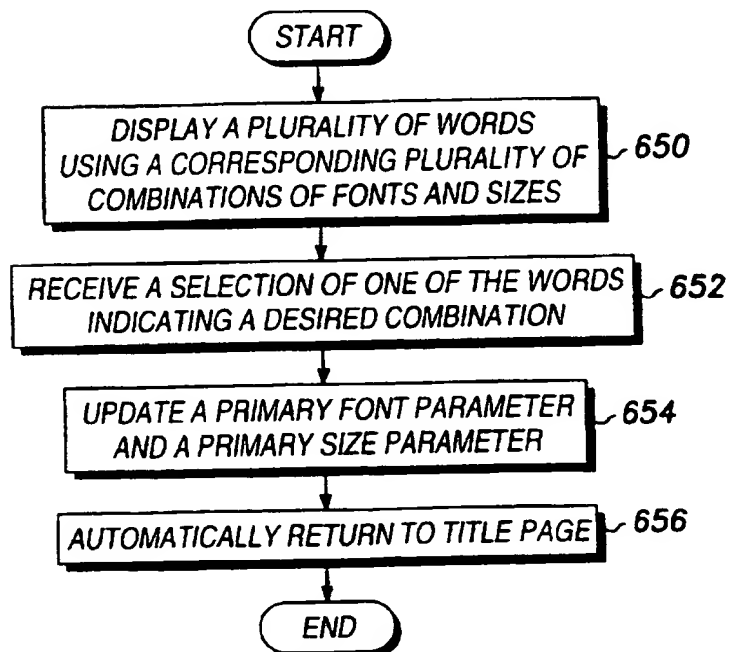 START
DISPLAY A PLURALITY OF WORDS
USING A CORRESPONDING PLURALITY OF
COMBINATIONS OF FONTS AND SIZES
650
RECEIVE A SELECTION OF ONE OF THE WORDS
INDICATING A DESIRED COMBINATION
652
UPDATE A PRIMARY FONT PARAMETER
AND A PRIMARY SIZE PARAMETER
654
AUTOMATICALLY RETURN TO TITLE PAGE
656
END